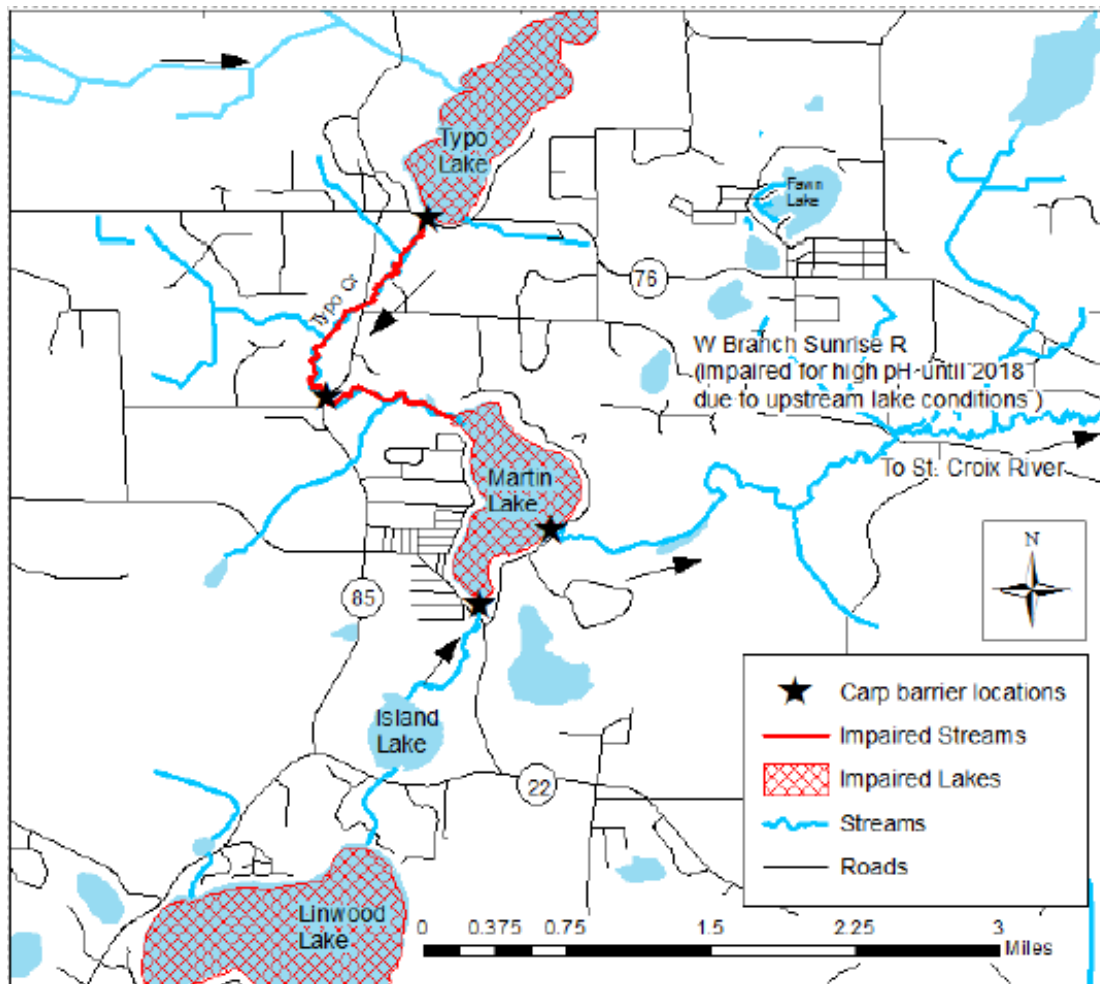 Typo
Lake
Fawn
Lake
76
Typo Cr
W Branch Sunrise R
(impaired for high pH-until 2018
due to upstream lake conditions )
To St. Croix River
Martin
Lake
N
85
Island
Lake
22
Linwood
Lake
Carp barrier locations
Impaired Streams
Impaired Lakes
Streams
Roads
0 0.375 0.75 1.5 2.25 3
Miles